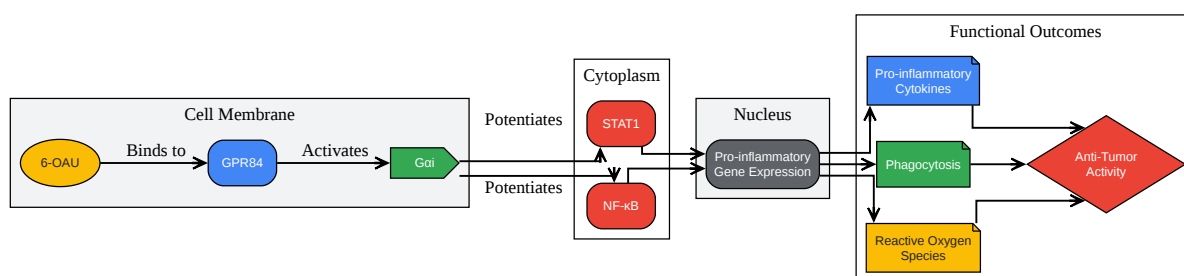 Functional Outcomes
Cytoplasm
Pro-inflammatory
Cytokines
Cell Membrane
Potentiates
STAT1
Nucleus
6-OAU
Binds to
GPR84
Activates
Gαi
Pro-inflammatory
Gene Expression
Phagocytosis
Anti-Tumor
Activity
Potentiates
NF-κB
Reactive Oxygen
Species